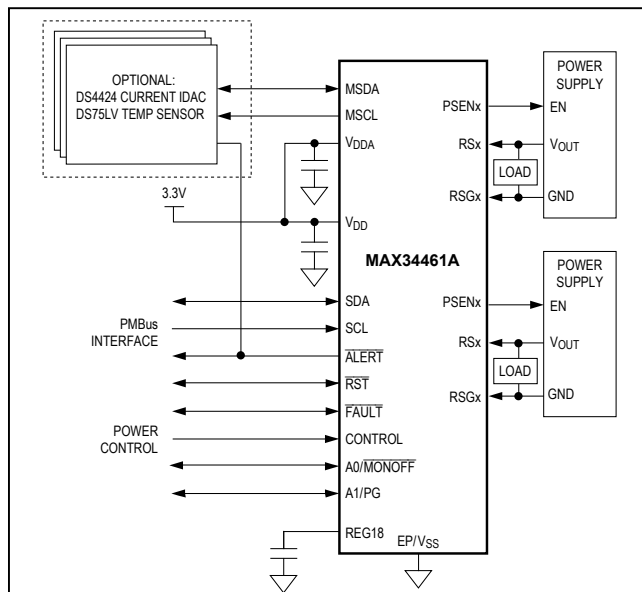 OPTIONAL:
DS4424 CURRENT IDAC
DS75LV TEMP SENSOR
3.3V
PMBus
INTERFACE
POWER
CONTROL
MSDA
MSCL
VDDA
VDD
MAX34461A
SDA
SCL
ALERT
RST
FAULT
CONTROL
A0/MONOFF
A1/PG
REG18
EP/VSS
PSENx
RSx
RSGx
PSENx
RSx
RSGx
POWER
SUPPLY
EN
VOUT
LOAD
GND
POWER
SUPPLY
EN
VOUT
LOAD
GND